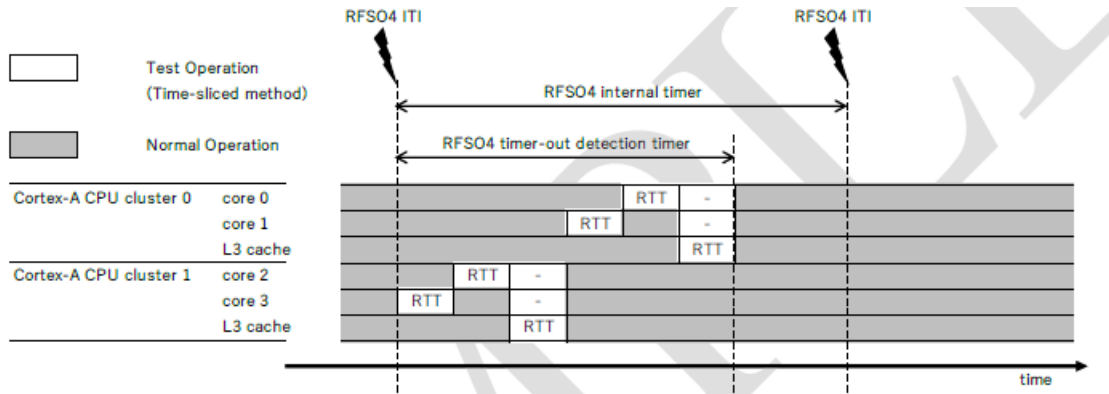 RFSO4 ITI RFSO4 ITI
Test Operation
(Time-sliced method)
RFSO4 internal timer
Normal Operation
RFSO4 timer-out detection timer
Cortex-A CPU cluster 0 core 0 RTT -
core 1 RTT -
L3 cache RTT
Cortex-A CPU cluster 1 core 2 RTT -
core 3 RTT -
L3 cache RTT
time